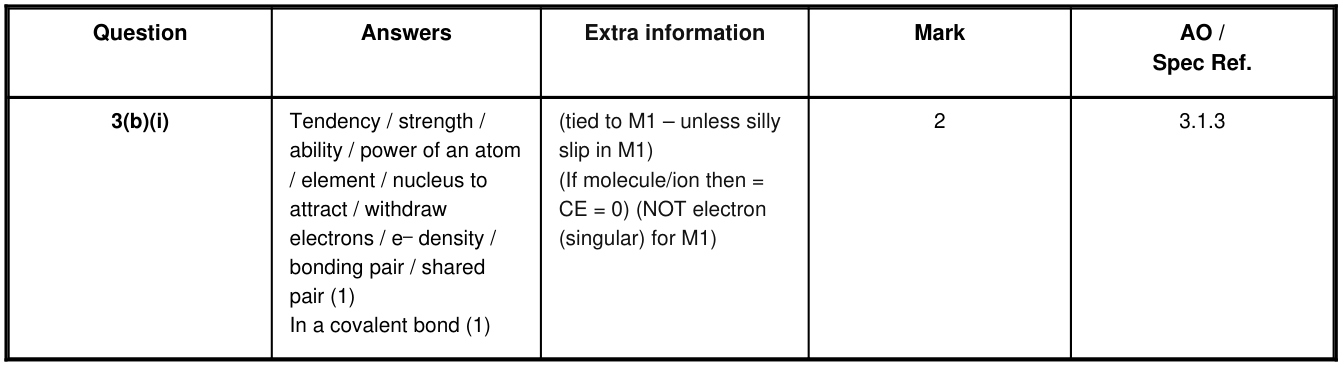 Question
Answers
Extra information
Mark
AO /
Spec Ref.
3(b)(i)
Tendency / strength /
ability / power of an atom
/ element / nucleus to
attract / withdraw
electrons / e– density /
bonding pair / shared
pair (1)
In a covalent bond (1)
(tied to M1 – unless silly
slip in M1)
(If molecule/ion then =
CE = 0) (NOT electron
(singular) for M1)
2
3.1.3